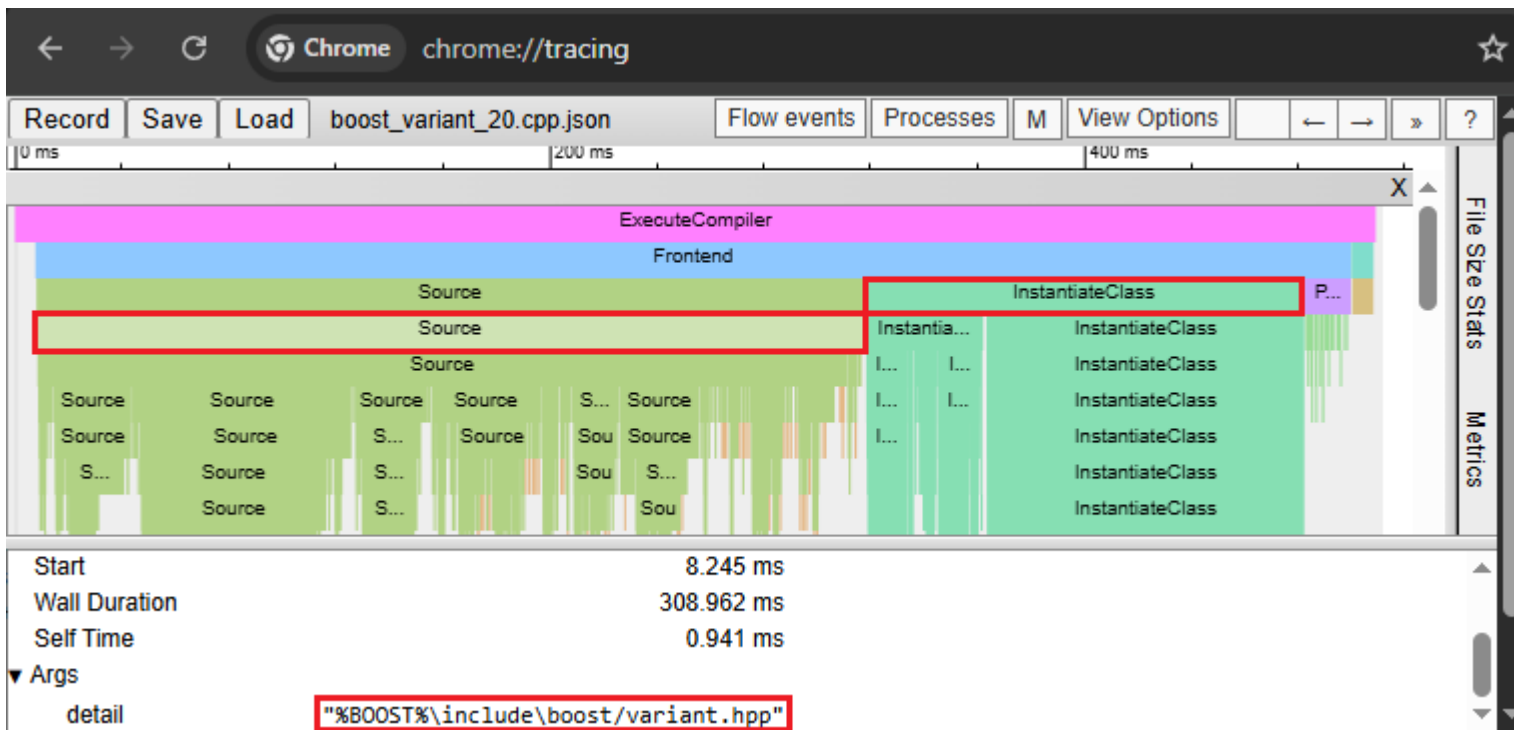 Chrome chrome://tracing
Record Save Load boost_variant_20.cpp.json Flow events Processes M View Options ← → » ?
0 ms 200 ms 400 ms
X
ExecuteCompiler
Frontend
Source InstantiateClass P...
Source Instantia... InstantiateClass
Source I... I... InstantiateClass
Source Source Source Source S... Source I... I... InstantiateClass
Source Source S... Source Sou Source I... InstantiateClass
S... Source S... Sou S... InstantiateClass
Source S... Sou InstantiateClass
File Size Stats
Metrics
Start 8.245 ms
Wall Duration 308.962 ms
Self Time 0.941 ms
▼ Args
detail "%BOOST%\include\boost/variant.hpp"